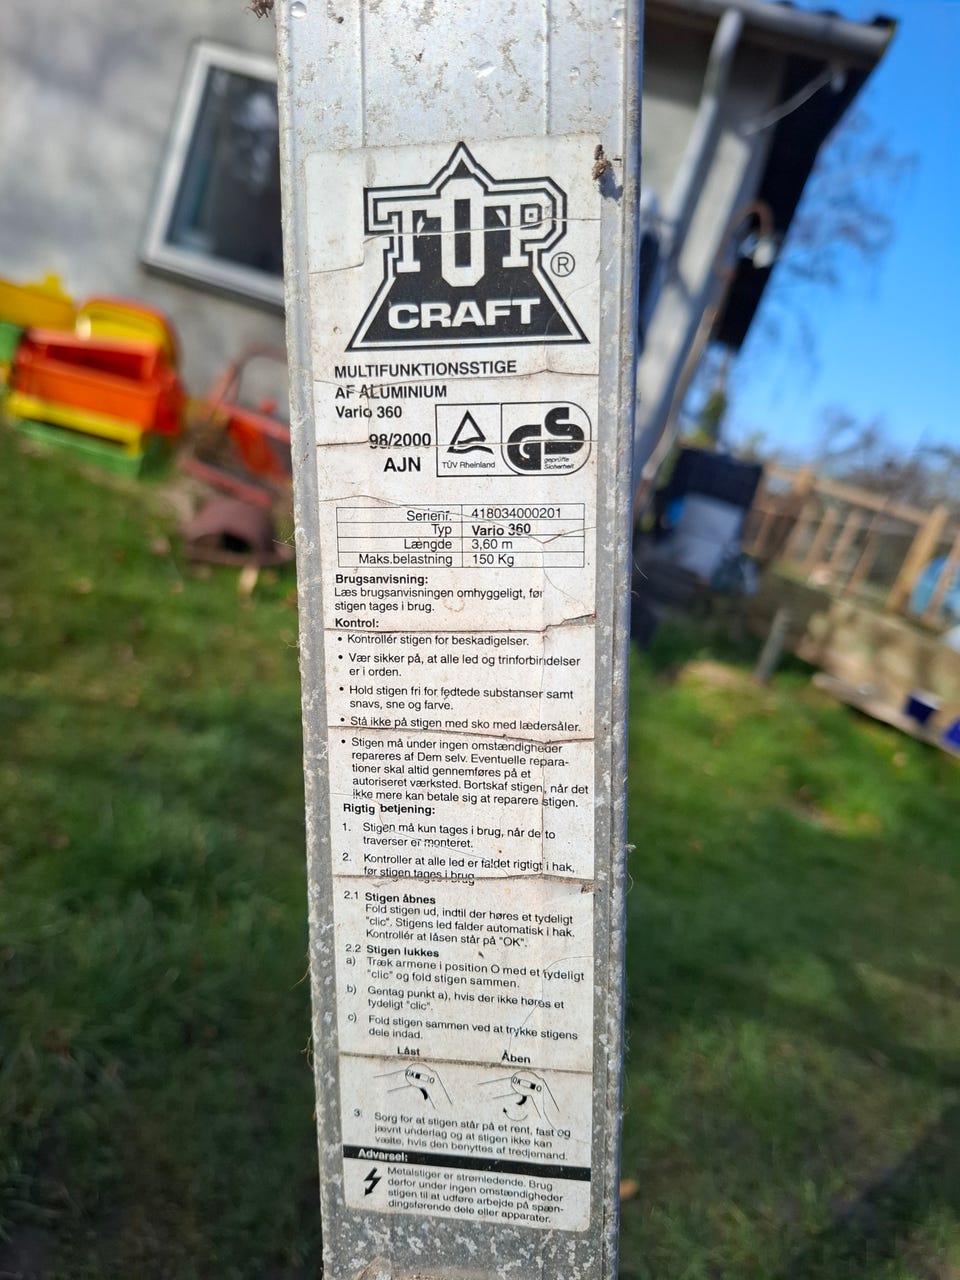 TOP
CRAFT ®
MULTIFUNKTIONSSTIGE
AF ALUMINIUM
Vario 360
98/2000
AJN
TÜV Rheinland
GS
geprüfte
Sicherheit
Serienr. 418034000201
Typ Vario 360
Længde 3,60 m
Maks.belastning 150 Kg
Brugsanvisning:
Læs brugsanvisningen omhyggeligt, før
stigen tages i brug.
Kontrol:
• Kontrollér stigen for beskadigelser.
• Vær sikker på, at alle led og trinforbindelser
er i orden.
• Hold stigen fri for fedtede substanser samt
snavs, sne og farve.
• Stå ikke på stigen med sko med lædersåler.
• Stigen må under ingen omstændigheder
repareres af Dem selv. Eventuelle repara-
tioner skal altid gennemføres på et
autoriseret værksted. Bortskaf stigen, når det
ikke mere kan betale sig at reparere stigen.
Rigtig betjening:
1. Stigen må kun tages i brug, når de to
traverser er monteret.
2. Kontroller at alle led er faldet rigtigt i hak,
før stigen tages i brug
2.1 Stigen åbnes
Fold stigen ud, indtil der høres et tydeligt
"clic". Stigens led falder automatisk i hak.
Kontrollér at låsen står på "OK".
2.2 Stigen lukkes
a) Træk armene i position O med et tydeligt
"clic" og fold stigen sammen.
b) Gentag punkt a), hvis der ikke høres et
tydeligt "clic".
c) Fold stigen sammen ved at trykke stigens
dele indad.
Låst Åben
OK O OK O
3. Sorg for at stigen står på et rent, fast og
jævnt underlag og at stigen ikke kan
vælte, hvis den benyttes af tredjemand.
Advarsel:
Metalstiger er strømledende. Brug
derfor under ingen omstændigheder
stigen til at udføre arbejde på spæn-
dingsførende dele eller apparater.